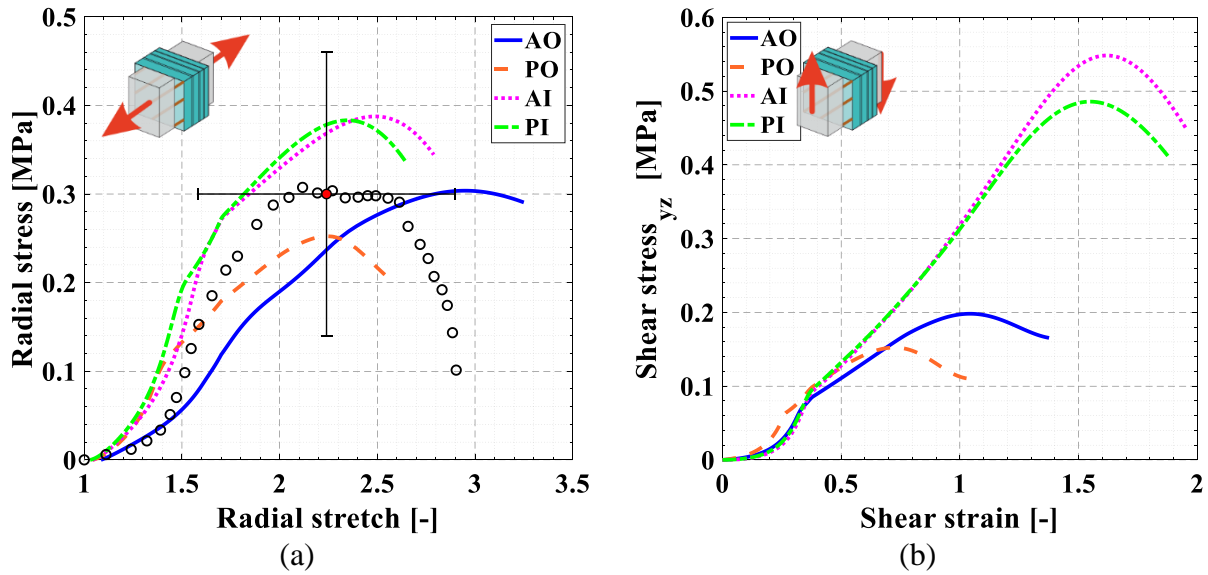 0.5
0.4
0.3
0.2
0.1
0
Radial stress [MPa]
1
1.5
2
2.5
3
3.5
Radial stretch [-]
AO
PO
AI
PI
(a)
0.6
0.5
0.4
0.3
0.2
0.1
0
Shear stress yz [MPa]
0
0.5
1
1.5
2
Shear strain [-]
AO
PO
AI
PI
(b)